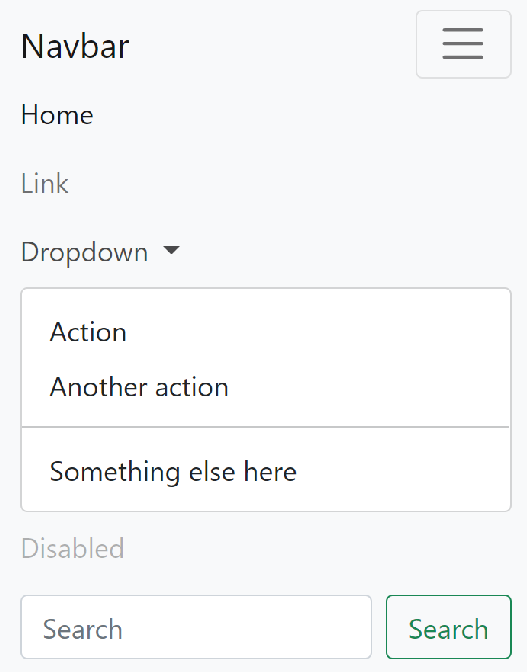 Navbar
Home
Link
Dropdown
Action
Another action
Something else here
Disabled
Search Search